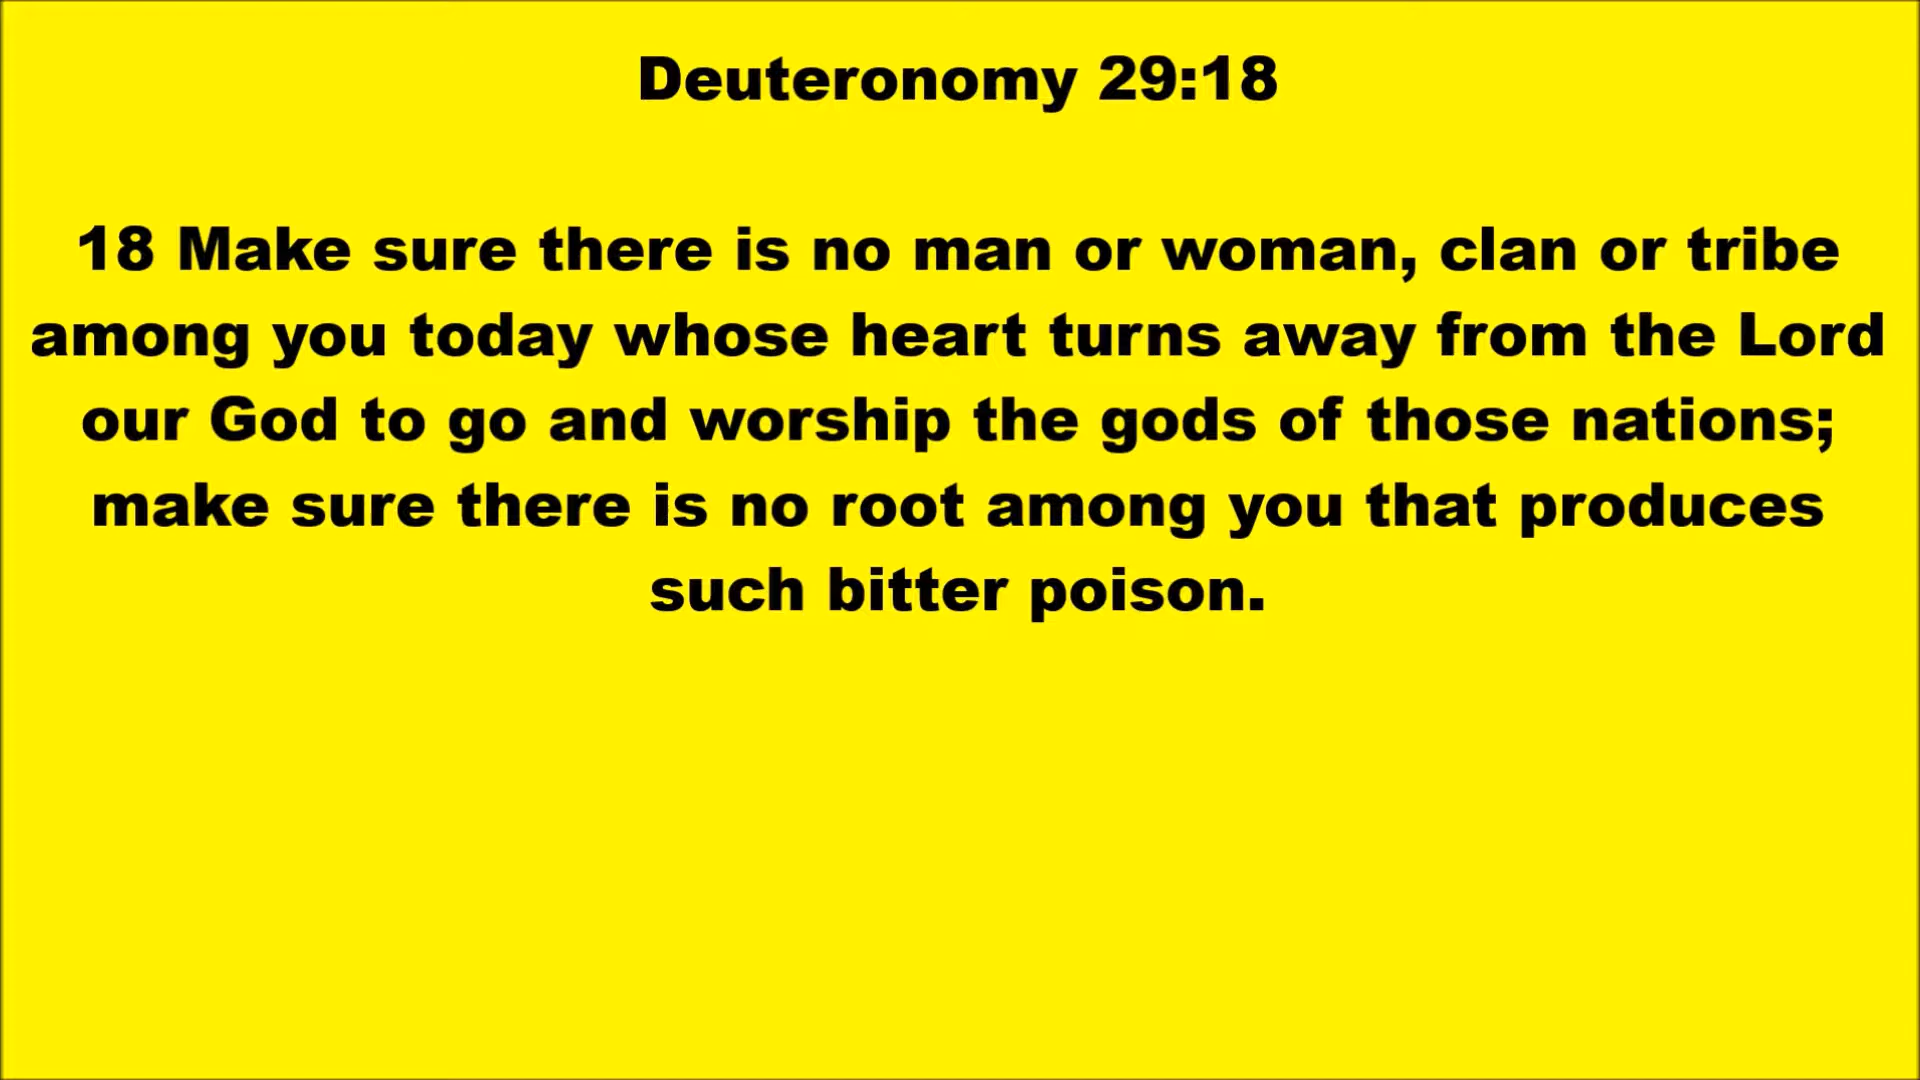 Deuteronomy 29:18
18 Make sure there is no man or woman, clan or tribe
among you today whose heart turns away from the Lord
our God to go and worship the gods of those nations;
make sure there is no root among you that produces
such bitter poison.